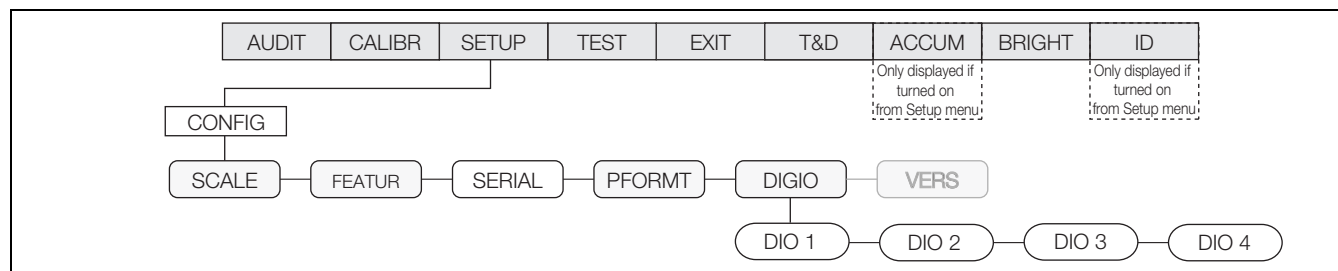 AUDIT CALIBR SETUP TEST EXIT T&D ACCUM BRIGHT ID
Only displayed if
turned on
from Setup menu
Only displayed if
turned on
from Setup menu
CONFIG
SCALE FEATUR SERIAL PFORMT DIGIO VERS
DIO 1 DIO 2 DIO 3 DIO 4